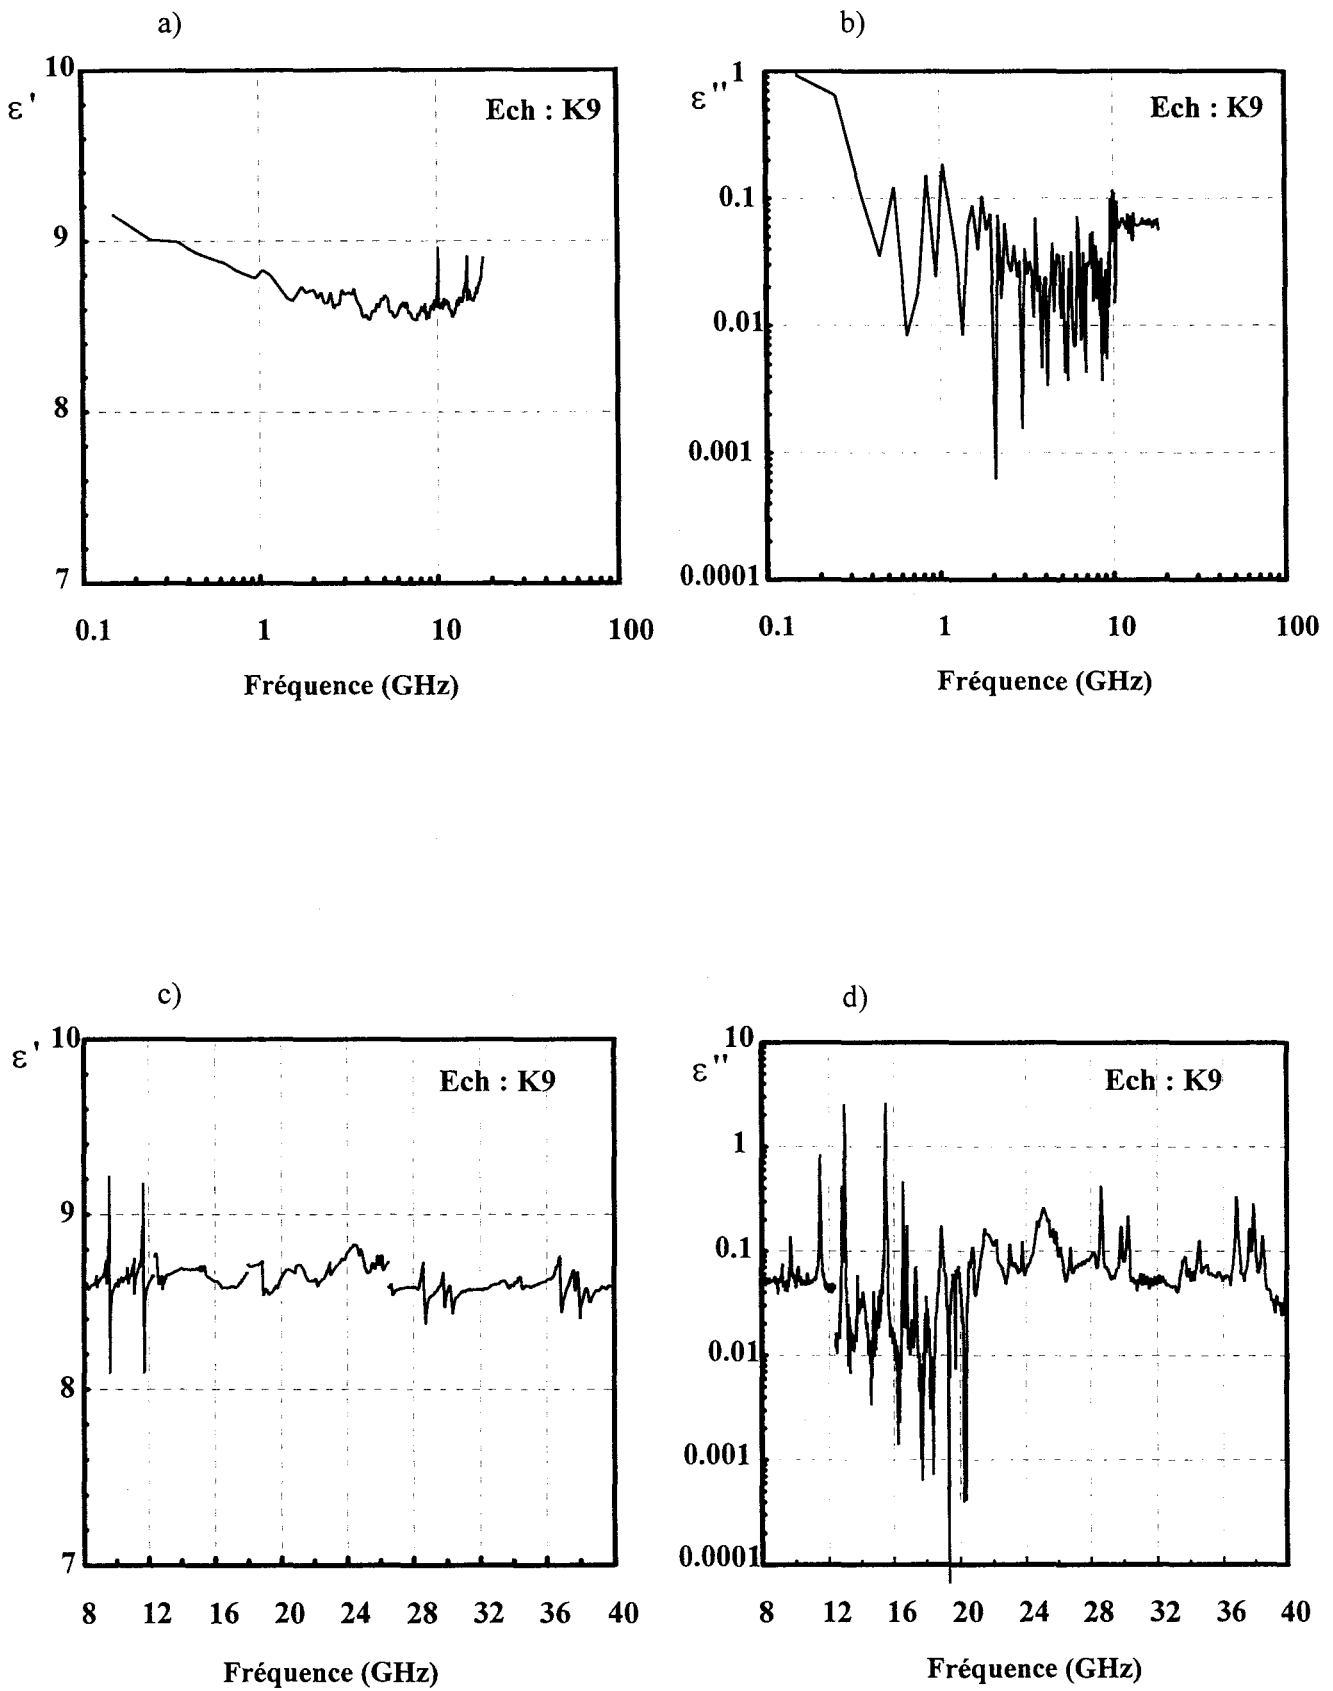 a)
10
ε'
Ech : K9
9
8
7
0.1 1 10 100
Fréquence (GHz)
b)
1
ε''
Ech : K9
0.1
0.01
0.001
0.0001
0.1 1 10 100
Fréquence (GHz)
c)
10
ε'
Ech : K9
9
8
7
8 12 16 20 24 28 32 36 40
Fréquence (GHz)
d)
10
ε''
Ech : K9
1
0.1
0.01
0.001
0.0001
8 12 16 20 24 28 32 36 40
Fréquence (GHz)